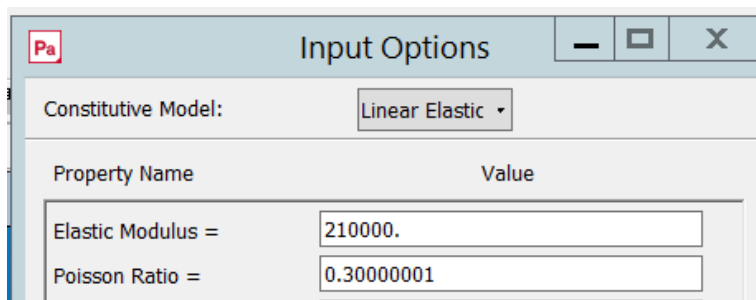 Pa
Input Options
Constitutive Model: Linear Elastic
Property Name Value
Elastic Modulus = 210000.
Poisson Ratio = 0.30000001